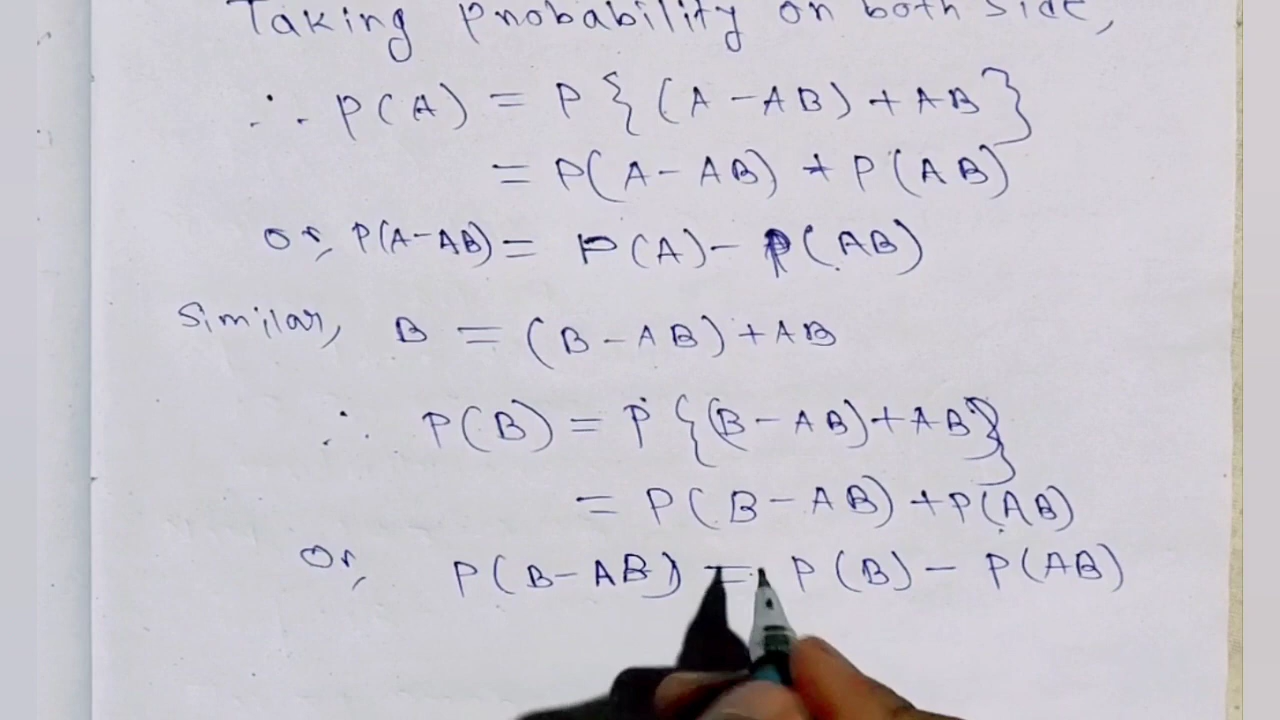 Taking probability on both side,
∴ P(A) = P {(A - AB) + AB}
= P(A - AB) + P(AB)
or, P(A-AB) = P(A) - P(AB)
Similar, B = (B - AB) + AB
∴ P(B) = P {(B - AB) + AB}
= P(B - AB) + P(AB)
Or, P(B - AB) = P(B) - P(AB)